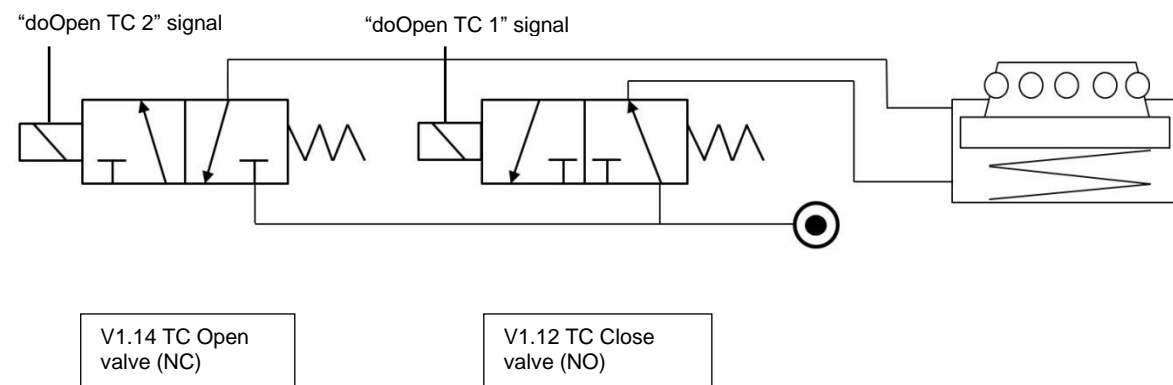 “doOpen TC 2” signal
“doOpen TC 1” signal
V1.14 TC Open
valve (NC)
V1.12 TC Close
valve (NO)